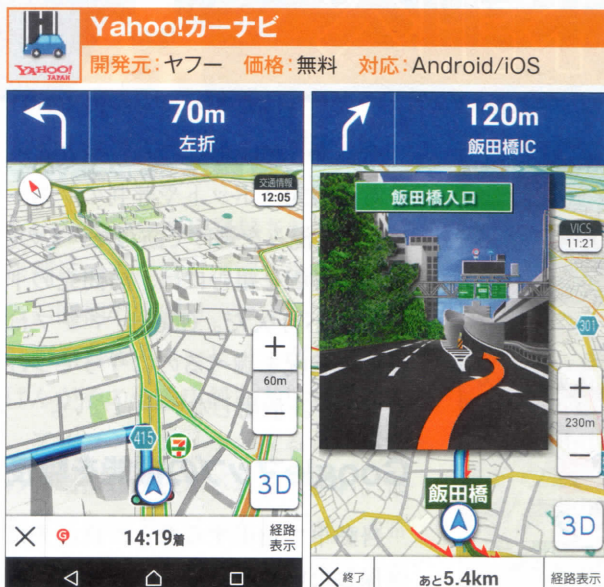 Yahoo!カーナビ
YAHOO!
JAPAN
開発元：ヤフー　価格：無料　対応：Android/iOS
70m
左折
交通情報
12:05
60m
415
3D
14:19着
経路
表示
120m
飯田橋IC
飯田橋入口
VICS
11:21
301
230m
飯田橋
3D
終了
あと5.4km
経路表示